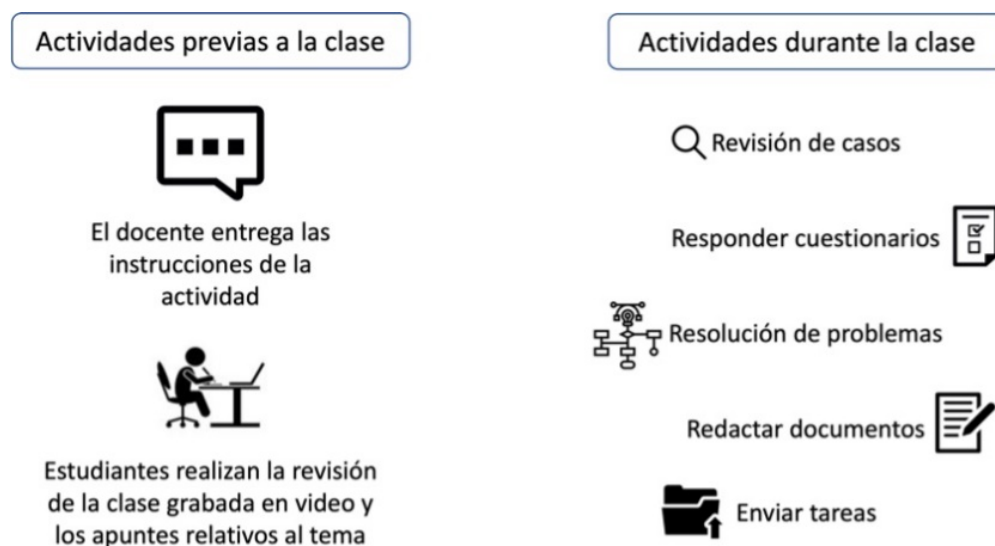 Actividades previas a la clase
El docente entrega las
instrucciones de la
actividad
Estudiantes realizan la revisión
de la clase grabada en video y
los apuntes relativos al tema
Actividades durante la clase
Revisión de casos
Responder cuestionarios
Resolución de problemas
Redactar documentos
Enviar tareas